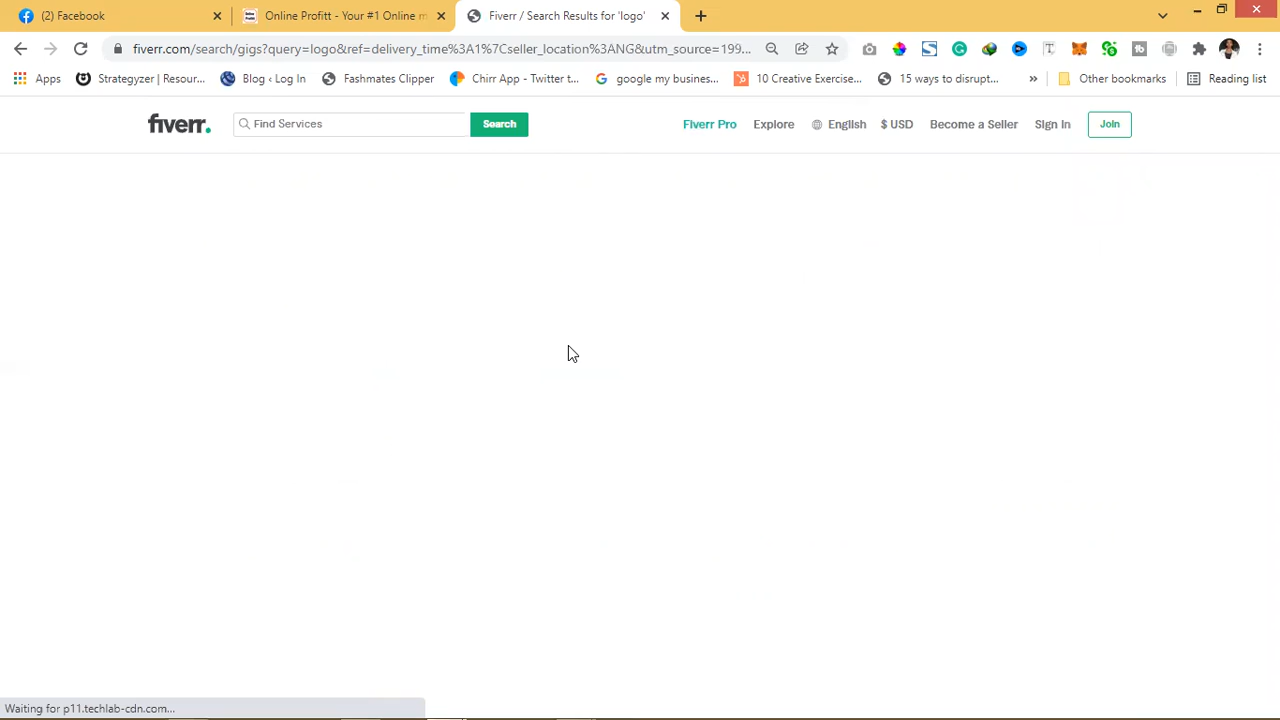 (2) Facebook
Online Profitt - Your #1 Online m
Fiverr / Search Results for 'logo'
fiverr.com/search/gigs?query=logo&ref=delivery_time%3A1%7Cseller_location%3ANG&utm_source=199...
Apps
Strategyzer | Resour...
Blog ‹ Log In
Fashmates Clipper
Chirr App - Twitter t...
google my busines...
10 Creative Exercise...
15 ways to disrupt...
»
Other bookmarks
Reading list
fiverr.
Find Services
Search
Fiverr Pro
Explore
English
$ USD
Become a Seller
Sign In
Join
Waiting for p11.techlab-cdn.com...